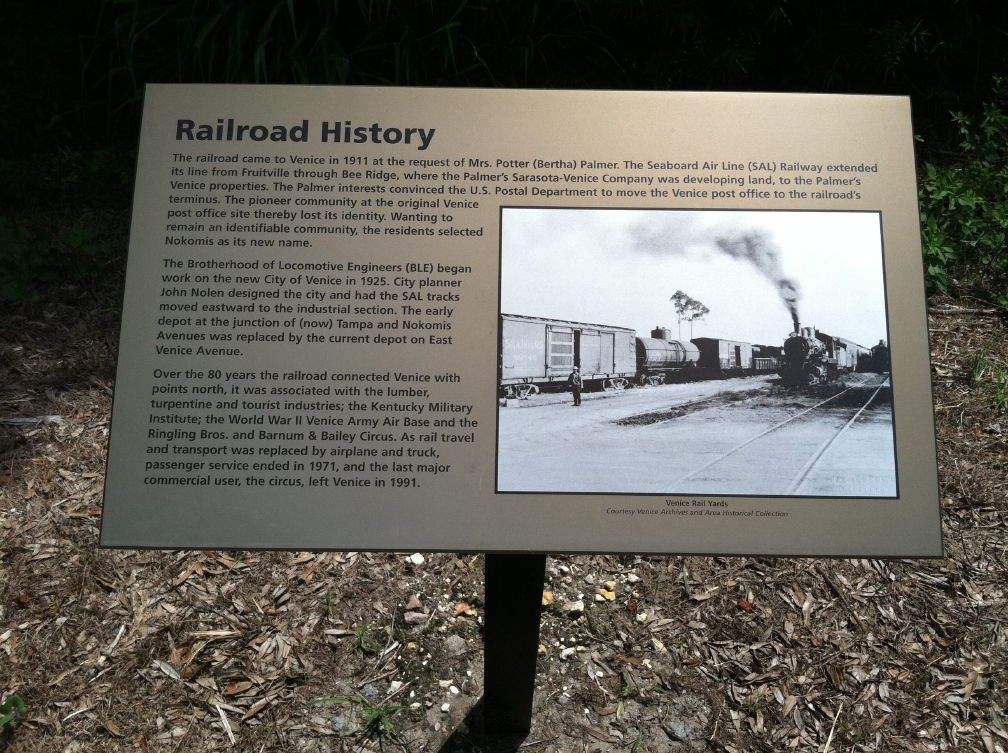 Railroad History
The railroad came to Venice in 1911 at the request of Mrs. Potter (Bertha) Palmer. The Seaboard Air Line (SAL) Railway extended
its line from Fruitville through Bee Ridge, where the Palmer's Sarasota-Venice Company was developing land, to the Palmer's
Venice properties. The Palmer interests convinced the U.S. Postal Department to move the Venice post office to the railroad's
terminus. The pioneer community at the original Venice
post office site thereby lost its identity. Wanting to
remain an identifiable community, the residents selected
Nokomis as its new name.
The Brotherhood of Locomotive Engineers (BLE) began
work on the new City of Venice in 1925. City planner
John Nolen designed the city and had the SAL tracks
moved eastward to the industrial section. The early
depot at the junction of (now) Tampa and Nokomis
Avenues was replaced by the current depot on East
Venice Avenue.
Over the 80 years the railroad connected Venice with
points north, it was associated with the lumber,
turpentine and tourist industries; the Kentucky Military
Institute; the World War II Venice Army Air Base and the
Ringling Bros. and Barnum & Bailey Circus. As rail travel
and transport was replaced by airplane and truck,
passenger service ended in 1971, and the last major
commercial user, the circus, left Venice in 1991.
SEABOARD
Venice Rail Yards
Courtesy Venice Archives and Area Historical Collection